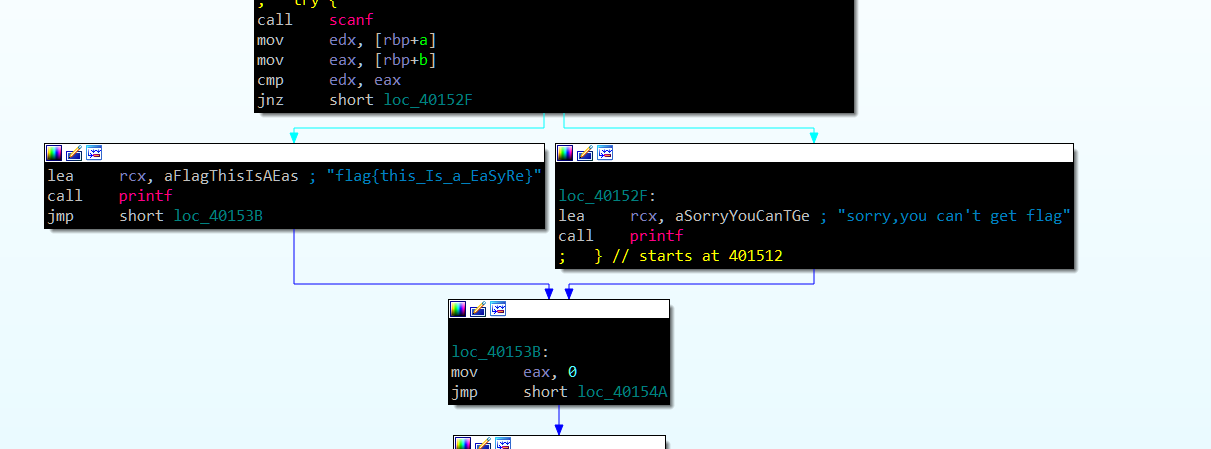 ;   try {
call    scanf
mov     edx, [rbp+a]
mov     eax, [rbp+b]
cmp     edx, eax
jnz     short loc_40152F
lea     rcx, aFlagThisIsAEas ; "flag{this_Is_a_EaSyRe}"
call    printf
jmp     short loc_40153B
loc_40152F:
lea     rcx, aSorryYouCanTGe ; "sorry,you can't get flag"
call    printf
;   } // starts at 401512
loc_40153B:
mov     eax, 0
jmp     short loc_40154A